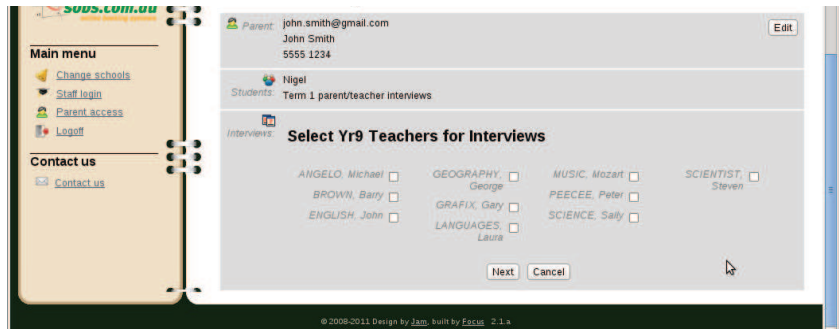 sobs.com.au
online booking systems
Main menu
Change schools
Staff login
Parent access
Logoff
Contact us
Contact us
Parent: john.smith@gmail.com
John Smith
5555 1234
Edit
Students: Nigel
Term 1 parent/teacher interviews
Interviews: Select Yr9 Teachers for Interviews
ANGELO, Michael
BROWN, Barry
ENGLISH, John
GEOGRAPHY,
George
GRAFIX, Gary
LANGUAGES,
Laura
MUSIC, Mozart
PEECEE, Peter
SCIENCE, Sally
SCIENTIST,
Steven
Next Cancel
© 2008-2011 Design by Jam, built by Focus 2.1.a